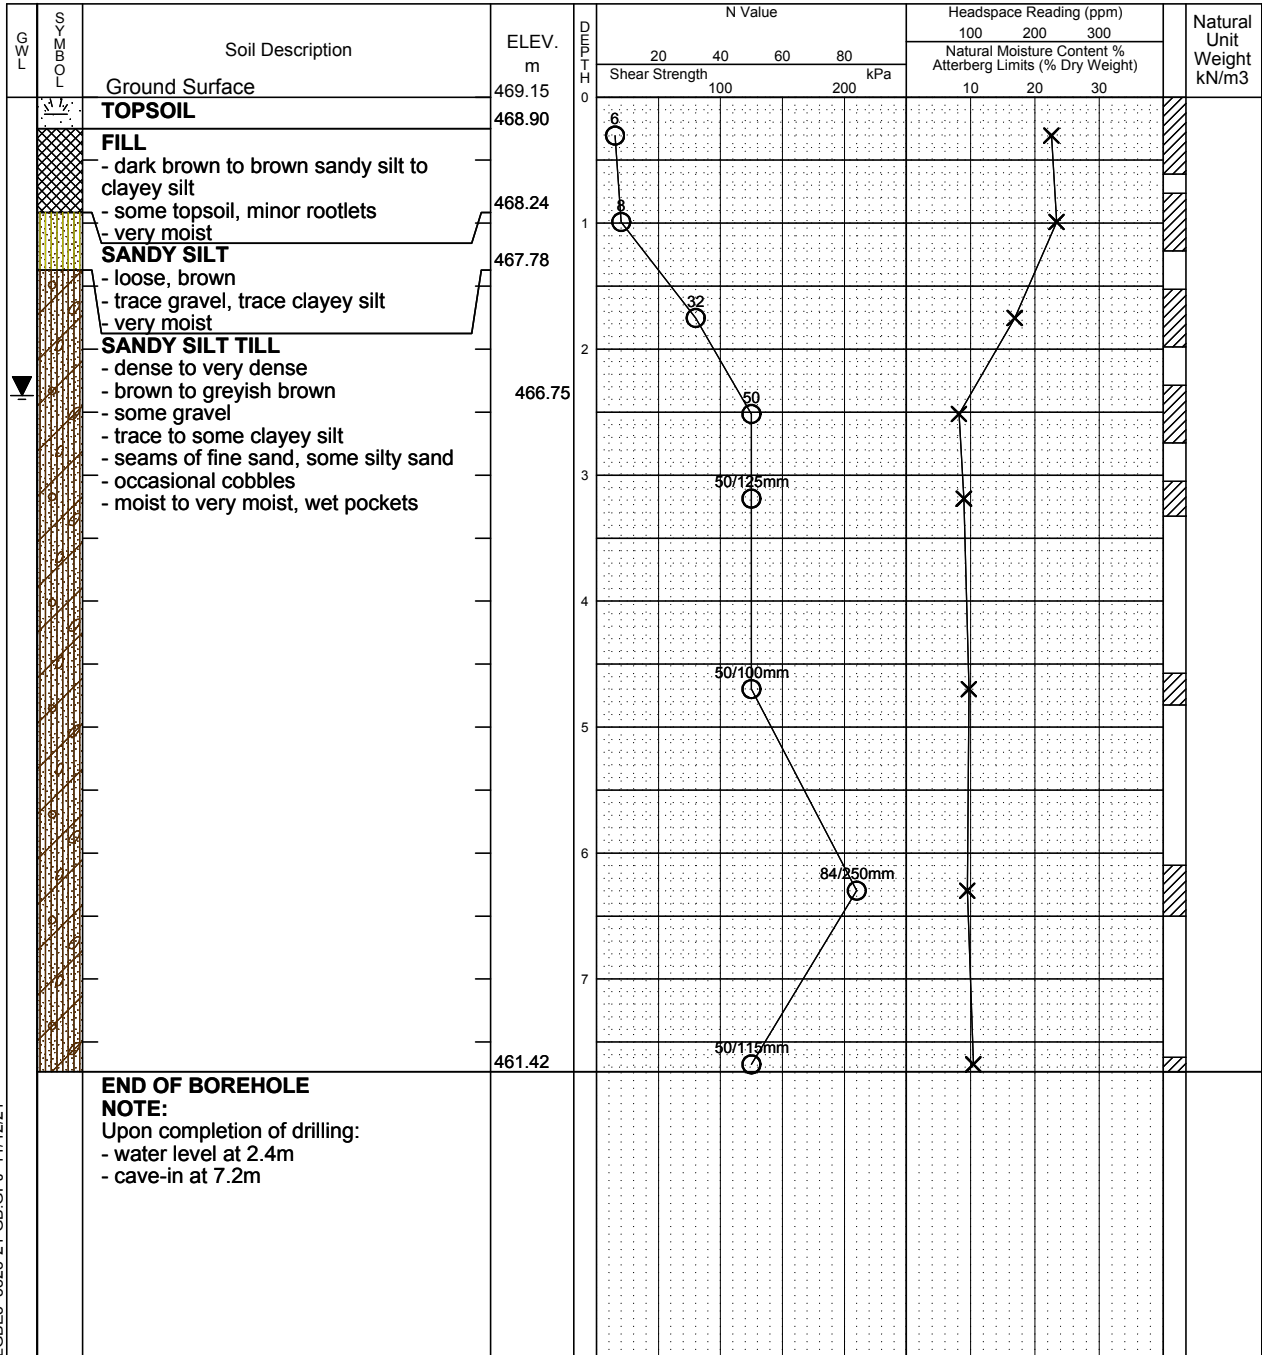 GWL
SYMBOL
Soil Description
Ground Surface
ELEV.
m
469.15
DEPTH
N Value
20 40 60 80
Shear Strength kPa
100 200
Headspace Reading (ppm)
100 200 300
Natural Moisture Content %
Atterberg Limits (% Dry Weight)
10 20 30
Natural
Unit
Weight
kN/m3
0
TOPSOIL
468.90
6
FILL
- dark brown to brown sandy silt to
clayey silt
468.24
- some topsoil, minor rootlets
8
- very moist
1
SANDY SILT
467.78
- loose, brown
- trace gravel, trace clayey silt
32
- very moist
SANDY SILT TILL
2
- dense to very dense
- brown to greyish brown
466.75
50
- some gravel
- trace to some clayey silt
- seams of fine sand, some silty sand
3
- occasional cobbles
50/125mm
- moist to very moist, wet pockets
4
50/100mm
5
6
84/250mm
7
50/115mm
461.42
END OF BOREHOLE
NOTE:
Upon completion of drilling:
- water level at 2.4m
- cave-in at 7.2m